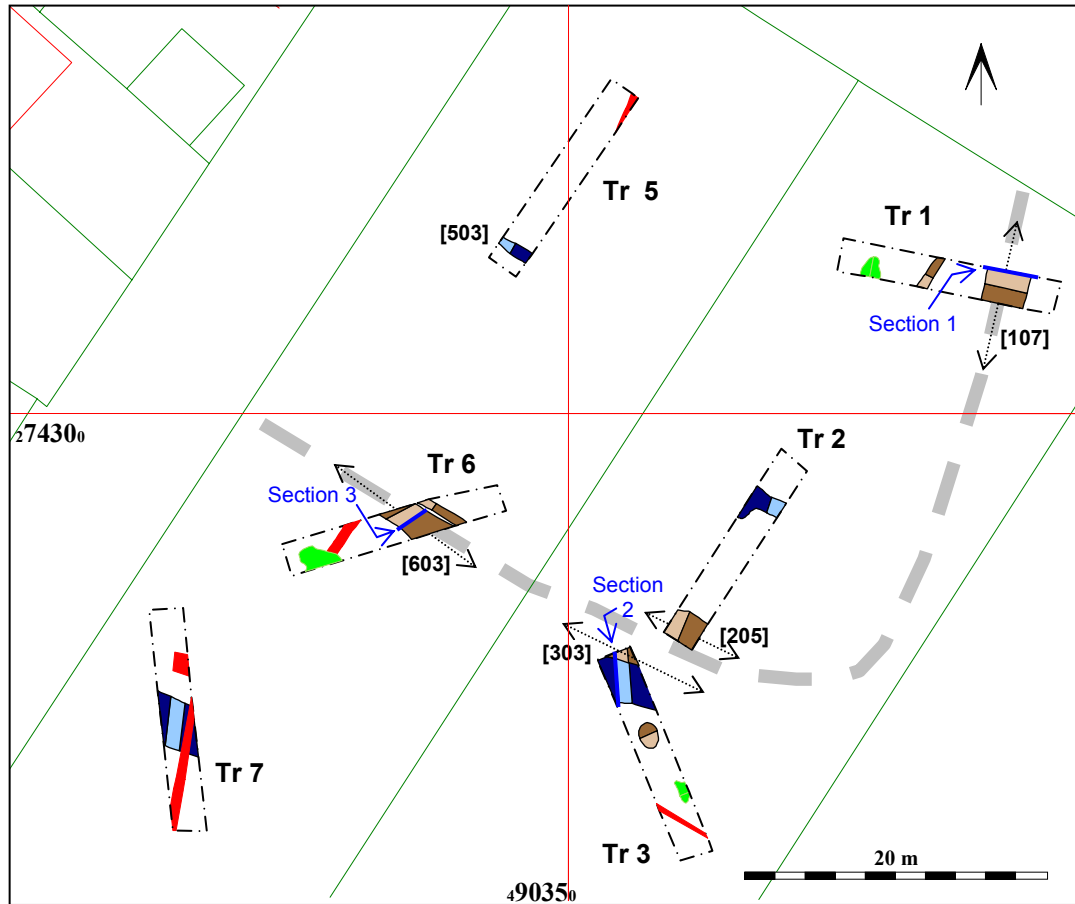 Tr 5
[503]
Tr 1
Section 1
[107]
274300
Tr 2
Tr 6
Section 3
[603]
Section
2
[205]
[303]
Tr 7
Tr 3
20 m
490350